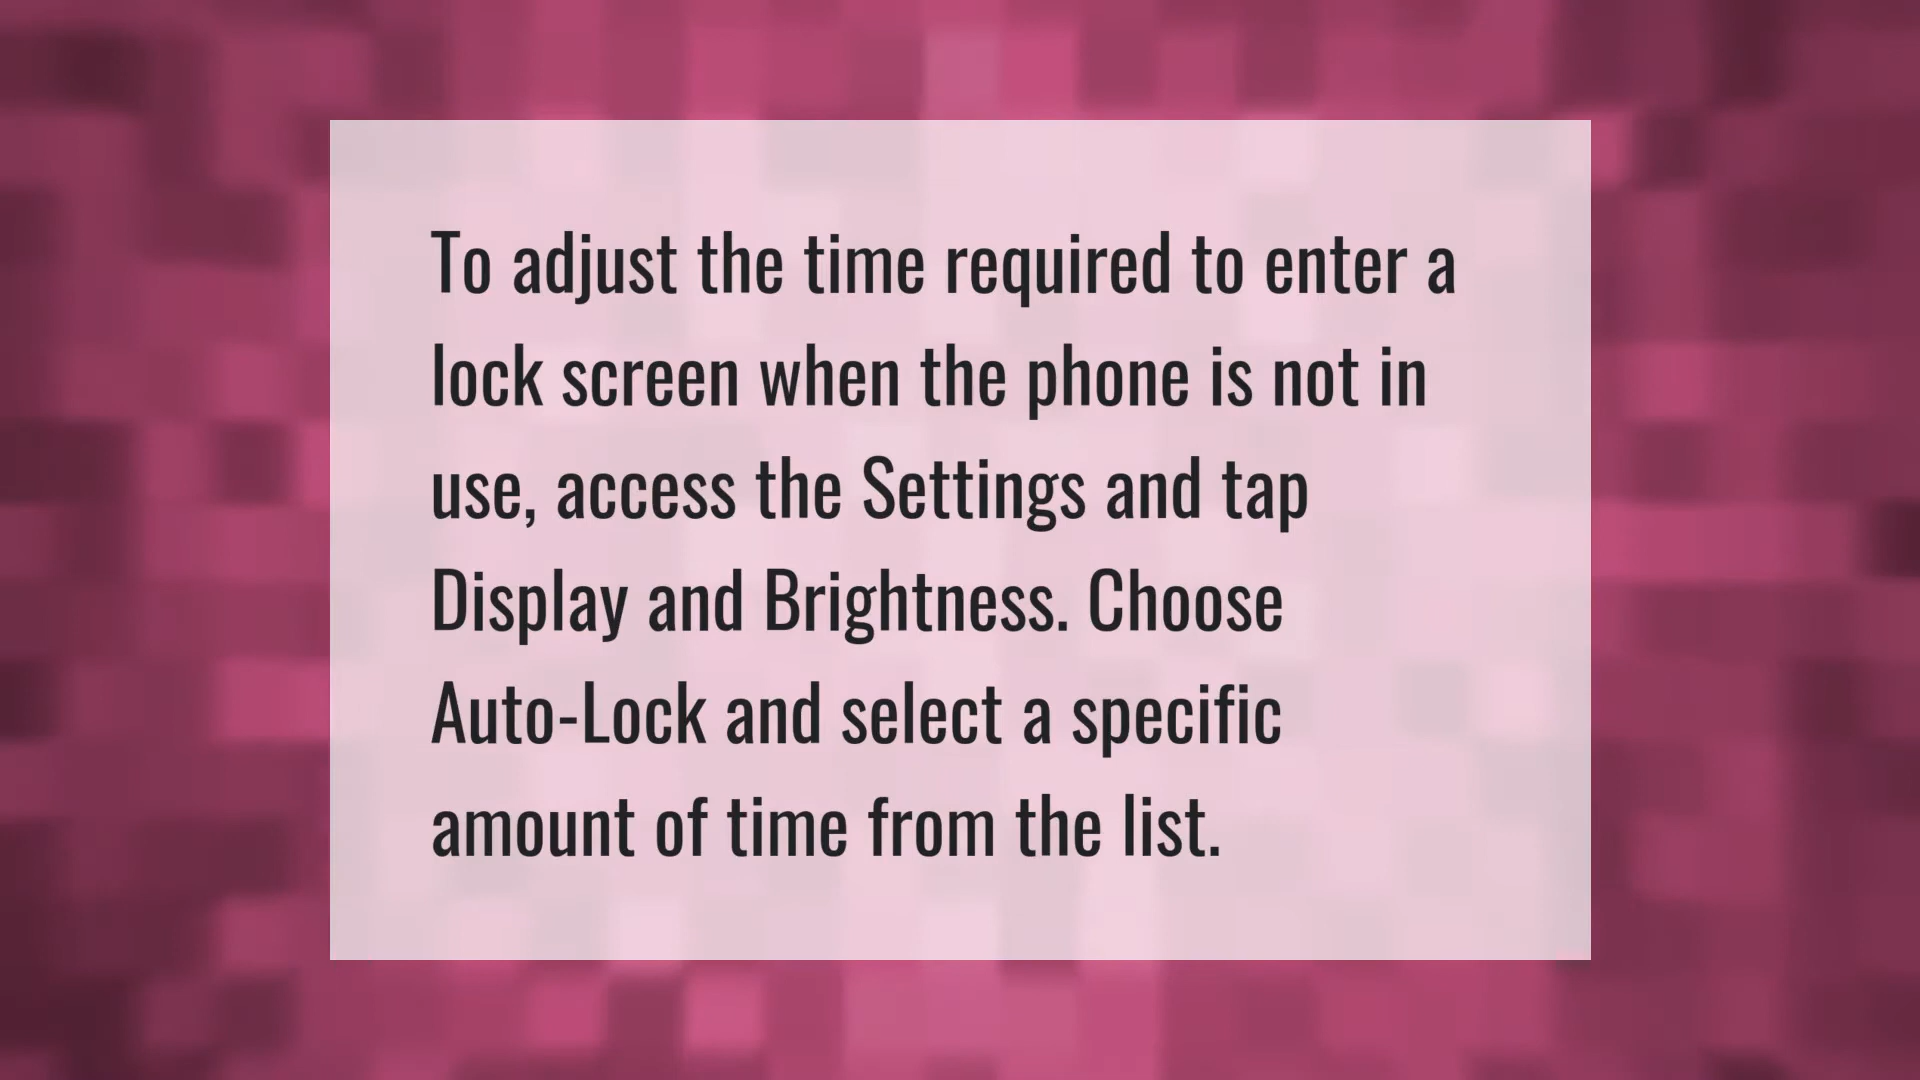 To adjust the time required to enter a
lock screen when the phone is not in
use, access the Settings and tap
Display and Brightness. Choose
Auto-Lock and select a specific
amount of time from the list.